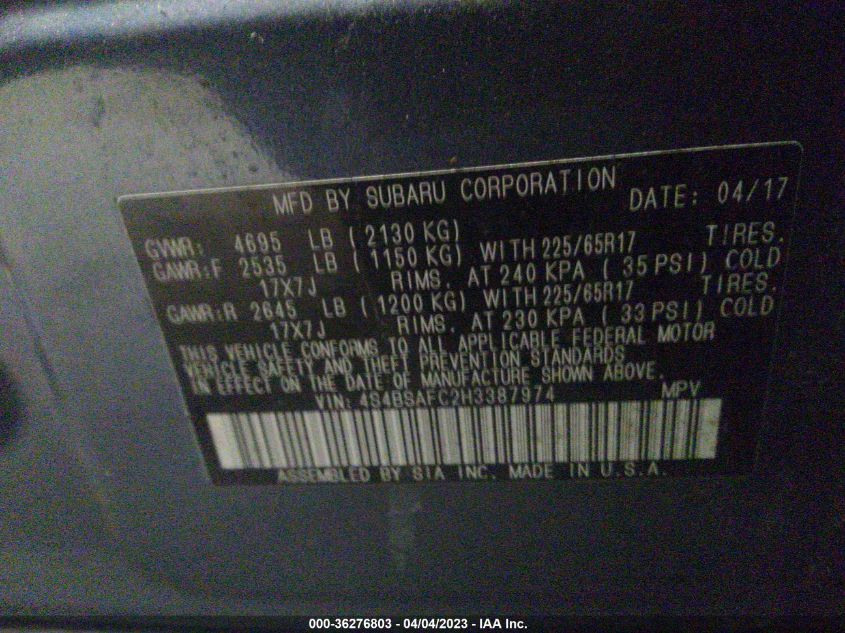 MFD BY SUBARU CORPORATION DATE: 04/17
GVWR: 4695 LB (2130 KG)
GAWR:F 2535 LB (1150 KG) WITH 225/65R17 TIRES.
17X7J RIMS. AT 240 KPA (35 PSI) COLD
GAWR:R 2645 LB (1200 KG) WITH 225/65R17 TIRES.
17X7J RIMS. AT 230 KPA (33 PSI) COLD
THIS VEHICLE CONFORMS TO ALL APPLICABLE FEDERAL MOTOR
VEHICLE SAFETY AND THEFT PREVENTION STANDARDS
IN EFFECT ON THE DATE OF MANUFACTURE SHOWN ABOVE.
VIN: 4S4BSAFC2H3387974 MPV
ASSEMBLED BY SIA INC. MADE IN U.S.A.
000-36276803 - 04/04/2023 - IAA Inc.